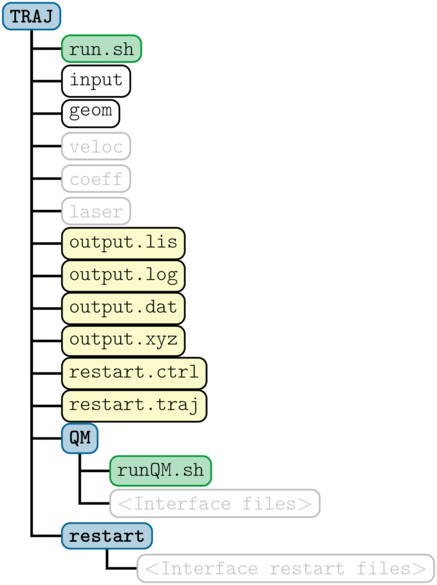 TRAJ
run.sh
input
geom
veloc
coeff
laser
output.lis
output.log
output.dat
output.xyz
restart.ctrl
restart.traj
QM
runQM.sh
<Interface files>
restart
<Interface restart files>